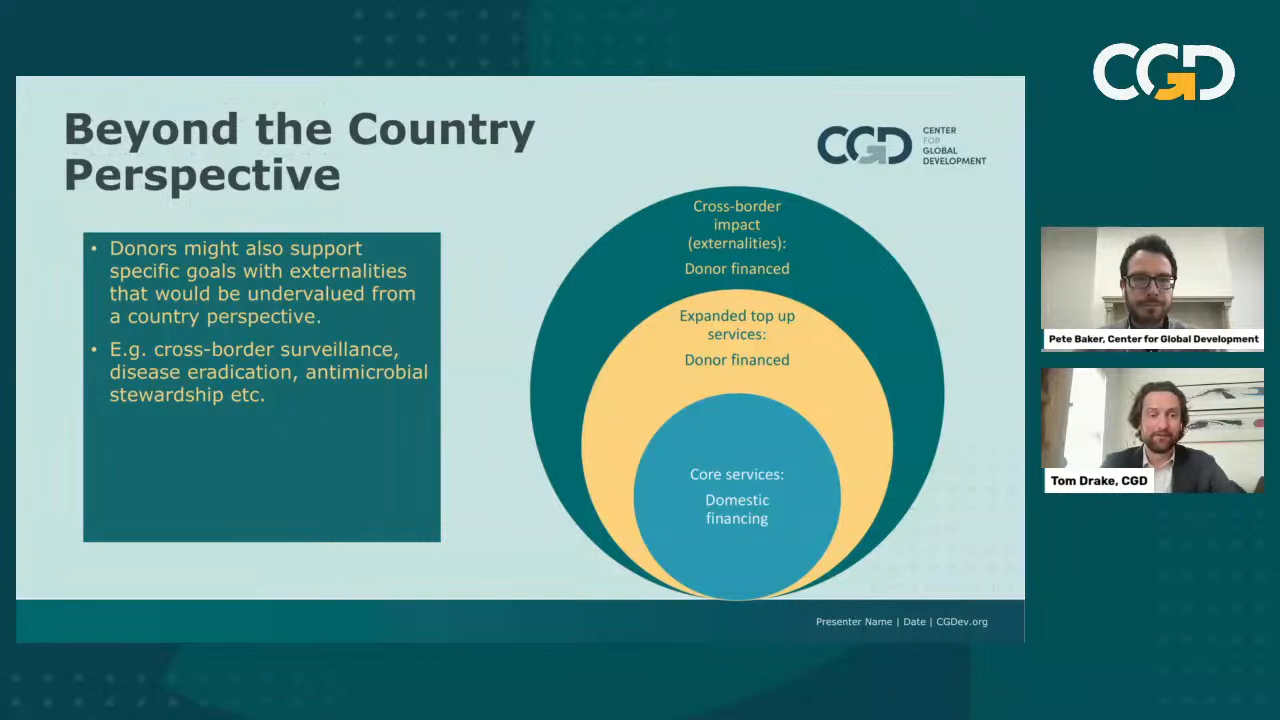 CGD
Beyond the Country
Perspective
CGD
CENTER
FOR
GLOBAL
DEVELOPMENT
• Donors might also support
specific goals with externalities
that would be undervalued from
a country perspective.
• E.g. cross-border surveillance,
disease eradication, antimicrobial
stewardship etc.
Cross-border
impact
(externalities):
Donor financed
Expanded top up
services:
Donor financed
Core services:
Domestic
financing
Presenter Name | Date | CGDev.org
Pete Baker, Center for Global Development
Tom Drake, CGD